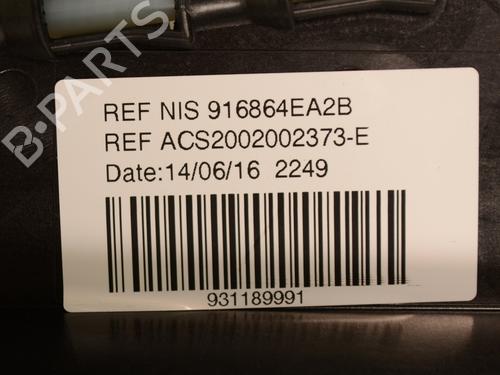 B-PARTS
REF NIS 916864EA2B
REF ACS2002002373-E
Date:14/06/16 2249
931189991